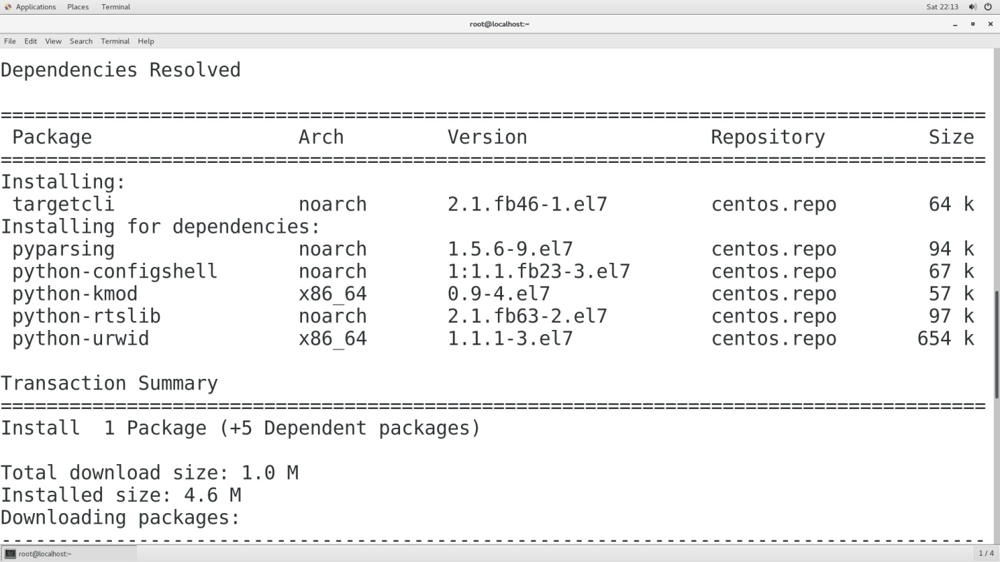 Applications Places Terminal Sat 22:13
root@localhost:~
File Edit View Search Terminal Help
Dependencies Resolved
======================================================================================
Package Arch Version Repository Size
======================================================================================
Installing:
targetcli noarch 2.1.fb46-1.el7 centos.repo 64 k
Installing for dependencies:
pyparsing noarch 1.5.6-9.el7 centos.repo 94 k
python-configshell noarch 1:1.1.fb23-3.el7 centos.repo 67 k
python-kmod x86_64 0.9-4.el7 centos.repo 57 k
python-rtslib noarch 2.1.fb63-2.el7 centos.repo 97 k
python-urwid x86_64 1.1.1-3.el7 centos.repo 654 k
Transaction Summary
======================================================================================
Install 1 Package (+5 Dependent packages)
Total download size: 1.0 M
Installed size: 4.6 M
Downloading packages:
--------------------------------------------------------------------------------------
root@localhost:~ 1 / 4